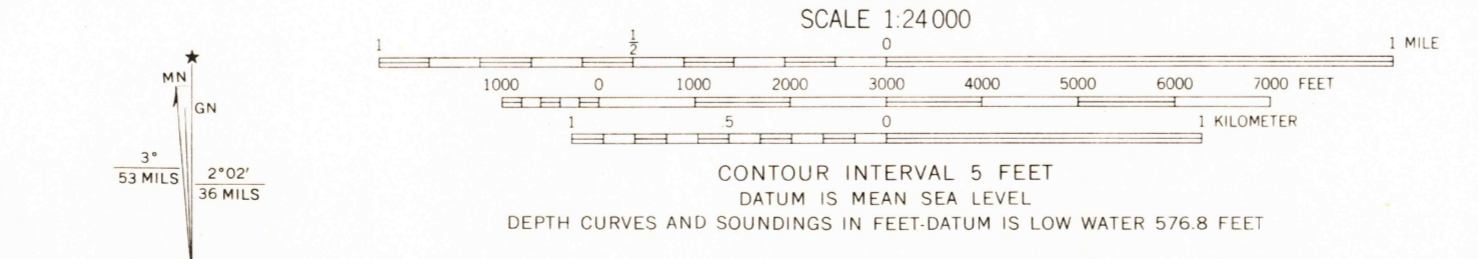 SCALE 1:24 000
1 ½ 0 1 MILE
1000 0 1000 2000 3000 4000 5000 6000 7000 FEET
1 .5 0 1 KILOMETER
CONTOUR INTERVAL 5 FEET
DATUM IS MEAN SEA LEVEL
DEPTH CURVES AND SOUNDINGS IN FEET-DATUM IS LOW WATER 576.8 FEET
★
MN
GN
3°
53 MILS
2°02′
36 MILS